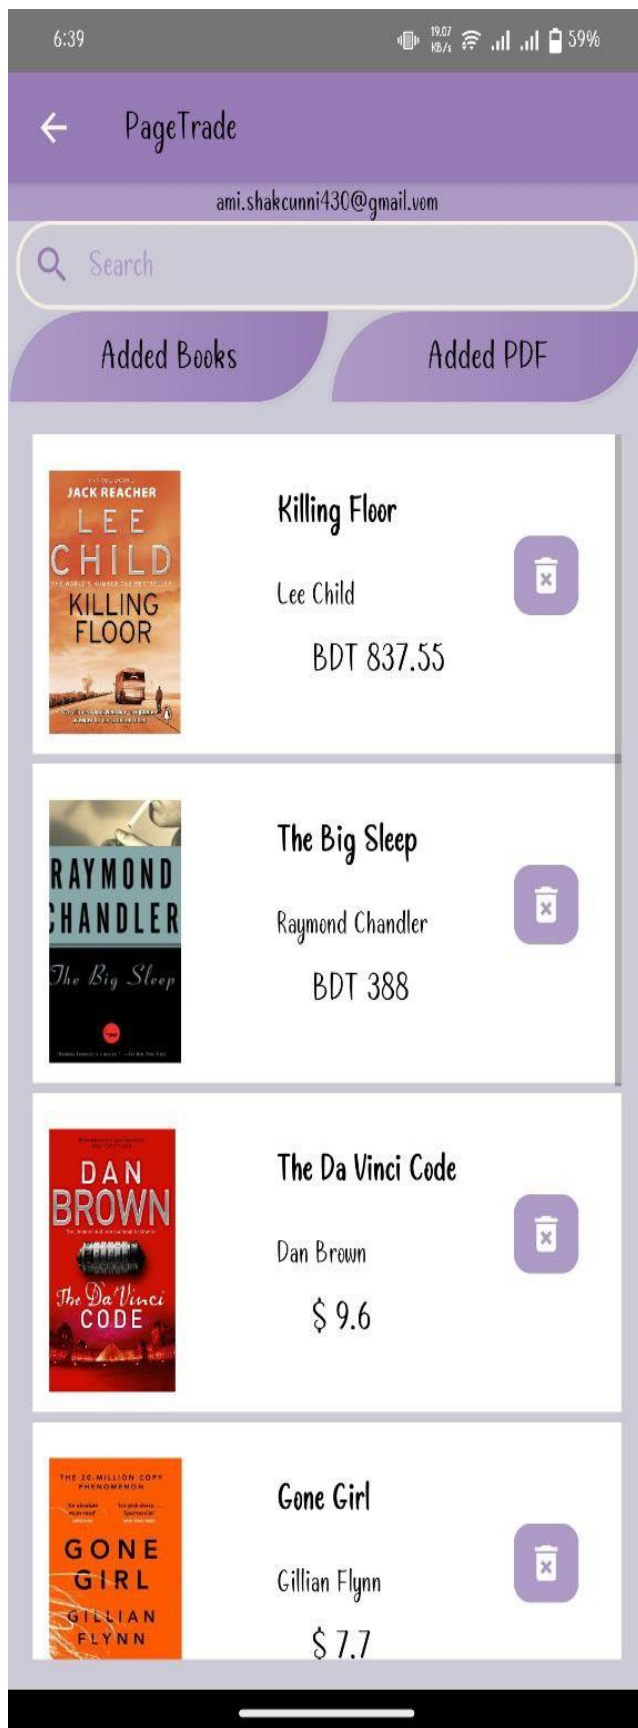 6:39
19.07
KB/s
59%
PageTrade
ami.shakcunni430@gmail.vom
Search
Added Books
Added PDF
JACK REACHER
LEE
CHILD
KILLING
FLOOR
Killing Floor
Lee Child
BDT 837.55
RAYMOND
CHANDLER
The Big Sleep
The Big Sleep
Raymond Chandler
BDT 388
DAN
BROWN
The Da Vinci
CODE
The Da Vinci Code
Dan Brown
$ 9.6
THE 20-MILLION COPY
PHENOMENON
GONE
GIRL
GILLIAN
FLYNN
Gone Girl
Gillian Flynn
$ 7.7